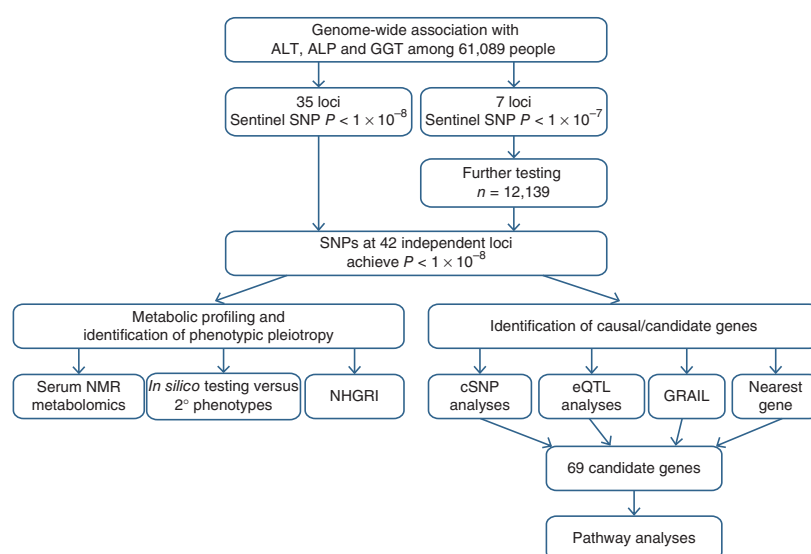 Genome-wide association with
ALT, ALP and GGT among 61,089 people
35 loci
Sentinel SNP P < 1 × 10⁻⁸
7 loci
Sentinel SNP P < 1 × 10⁻⁷
Further testing
n = 12,139
SNPs at 42 independent loci
achieve P < 1 × 10⁻⁸
Metabolic profiling and
identification of phenotypic pleiotropy
Identification of causal/candidate genes
Serum NMR
metabolomics
In silico testing versus
2° phenotypes
NHGRI
cSNP
analyses
eQTL
analyses
GRAIL
Nearest
gene
69 candidate genes
Pathway analyses